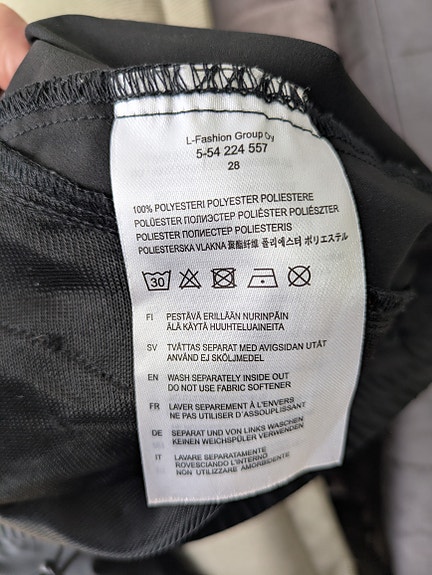 L-Fashion Group Oy
5-54 224 557
28
100% POLYESTERI POLYESTER POLIESTERE
POLÜESTER ПОЛИЭСТЕР POLIÉSTER POLIÉSZTER
POLIESTER ПОЛИЕСТЕР POLIESTERIS
POLIESTERSKA VLAKNA 聚酯纤维 폴리에스터 ポリエステル
30
FI PESTÄVÄ ERILLÄÄN NURINPÄIN
ÄLÄ KÄYTÄ HUUHTELUAINEITA
SV TVÄTTAS SEPARAT MED AVIGSIDAN UTÅT
ANVÄND EJ SKÖLJMEDEL
EN WASH SEPARATELY INSIDE OUT
DO NOT USE FABRIC SOFTENER
FR LAVER SEPAREMENT À L'ENVERS
NE PAS UTILISER D'ASSOUPLISSANT
DE SEPARAT UND VON LINKS WASCHEN
KEINEN WEICHSPÜLER VERWENDEN
IT LAVARE SEPARATAMENTE
ROVESCIANDO L'INTERNO
NON UTILIZZARE AMORBIDENTE